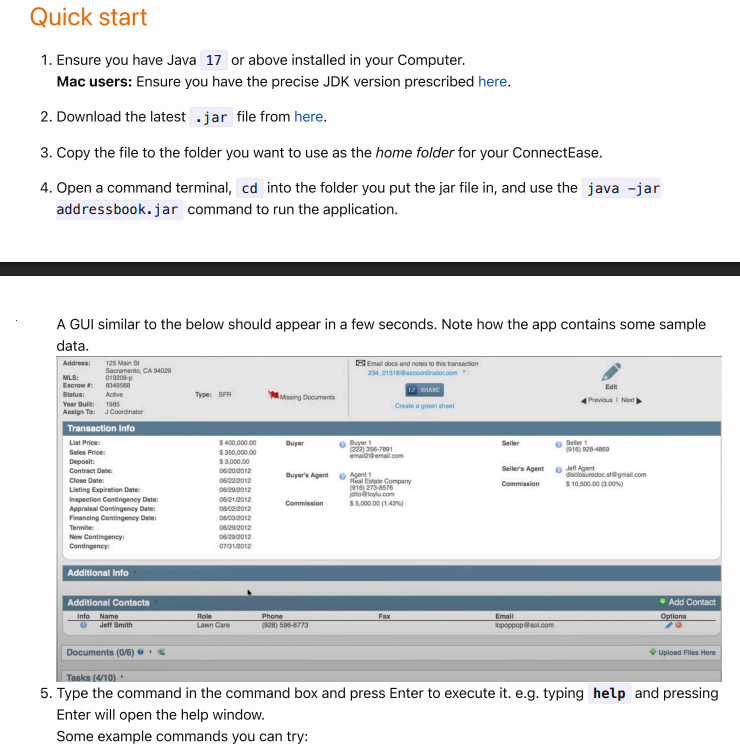 Quick start
1. Ensure you have Java 17 or above installed in your Computer.
Mac users: Ensure you have the precise JDK version prescribed here.
2. Download the latest .jar file from here.
3. Copy the file to the folder you want to use as the home folder for your ConnectEase.
4. Open a command terminal, cd into the folder you put the jar file in, and use the java -jar
addressbook.jar command to run the application.
A GUI similar to the below should appear in a few seconds. Note how the app contains some sample
data.
Address: 125 Main St
Sacramento, CA 94029
MLS: 019209-p
Escrow #: 8349568
Status: Active
Year Built: 1985
Assign To: J Coordinator
Type: SFR
Missing Documents
Email docs and notes to this transaction
234_01518@ezcoordinator.com
EZ SHARE
Create a green sheet
Edit
Previous | Next
Transaction Info
List Price: $ 400,000.00
Sales Price: $ 350,000.00
Deposit: $ 3,000.00
Contract Date: 06/20/2012
Close Date: 06/22/2012
Listing Expiration Date: 06/29/2012
Inspection Contingency Date: 06/21/2012
Appraisal Contingency Date: 08/02/2012
Financing Contingency Date: 08/03/2012
Termite: 06/29/2012
New Contingency: 06/29/2012
Contingency: 07/31/2012
Buyer Buyer 1
(222) 356-7891
email2@email.com
Buyer's Agent Agent 1
Real Estate Company
(916) 273-8576
jdito@loylu.com
Commission $ 5,000.00 (1.43%)
Seller Seller 1
(916) 928-4869
Seller's Agent Jeff Agent
disclosuredoc.sf@gmail.com
Commission $ 10,500.00 (3.00%)
Additional Info
Additional Contacts Add Contact
Info Name Role Phone Fax Email Options
Jeff Smith Lawn Care (928) 596-8773 lopoppop@aol.com
Documents (0/6) Upload Files Here
Tasks (4/10)
5. Type the command in the command box and press Enter to execute it. e.g. typing help and pressing
Enter will open the help window.
Some example commands you can try: